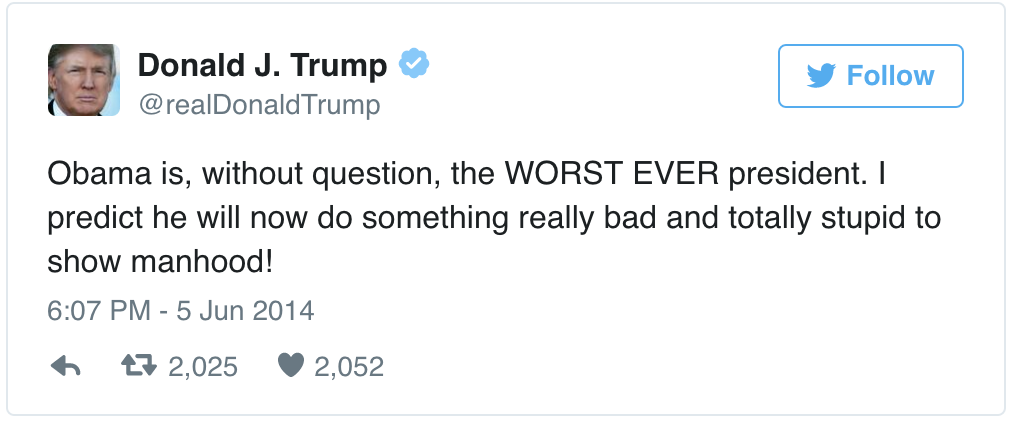 Donald J. Trump
Follow
@realDonaldTrump
Obama is, without question, the WORST EVER president. I
predict he will now do something really bad and totally stupid to
show manhood!
6:07 PM - 5 Jun 2014
2,025 2,052